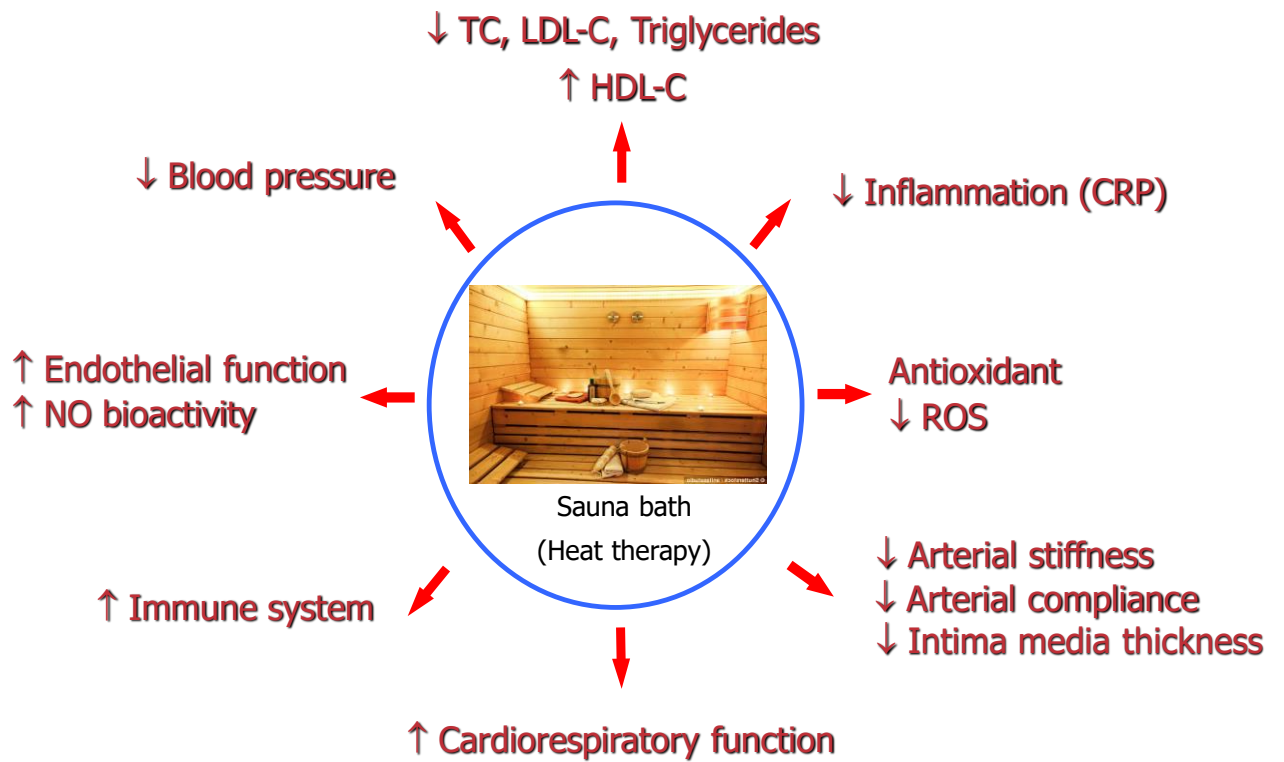 ↓ TC, LDL-C, Triglycerides
↑ HDL-C
↓ Blood pressure
↓ Inflammation (CRP)
↑ Endothelial function
↑ NO bioactivity
Antioxidant
↓ ROS
Sauna bath
(Heat therapy)
↓ Arterial stiffness
↓ Arterial compliance
↓ Intima media thickness
↑ Immune system
↑ Cardiorespiratory function